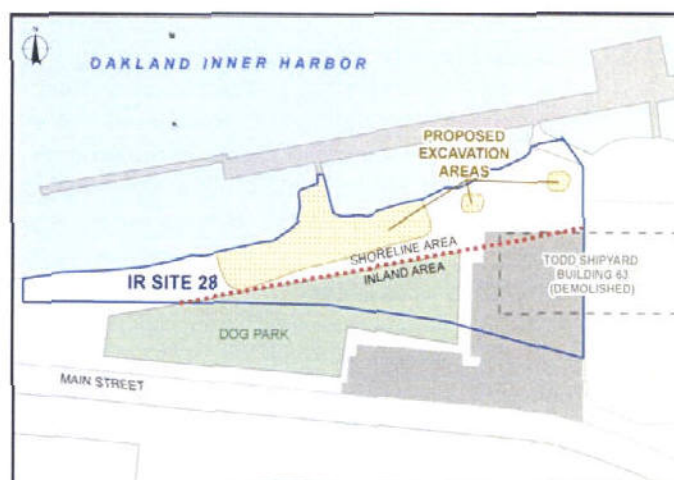 N
OAKLAND INNER HARBOR
PROPOSED
EXCAVATION
AREAS
SHORELINE AREA
INLAND AREA
IR SITE 28
TODD SHIPYARD
BUILDING 63
(DEMOLISHED)
DOG PARK
MAIN STREET